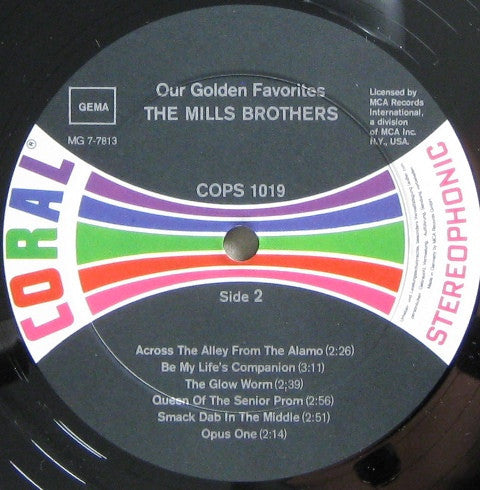 Our Golden Favorites
THE MILLS BROTHERS
GEMA
MG 7-7813
Licensed by
MCA Records
International,
a division
of MCA Inc.
N.Y., USA.
CORAL®
STEREOPHONIC
COPS 1019
Side 2
Across The Alley From The Alamo (2:26)
Be My Life's Companion (3:11)
The Glow Worm (2;39)
Queen Of The Senior Prom (2:56)
Smack Dab In The Middle (2:51)
Opus One (2:14)